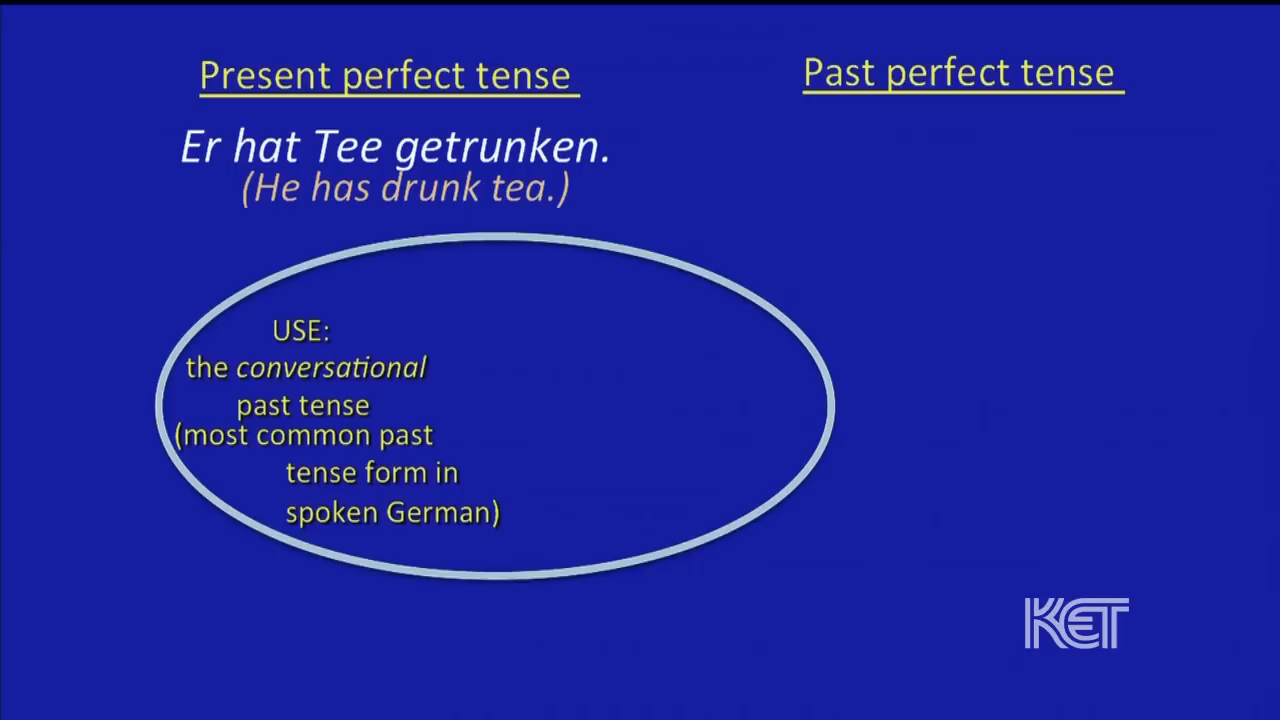 Present perfect tense
Past perfect tense
Er hat Tee getrunken.
(He has drunk tea.)
USE:
the conversational
past tense
(most common past
tense form in
spoken German)
KET